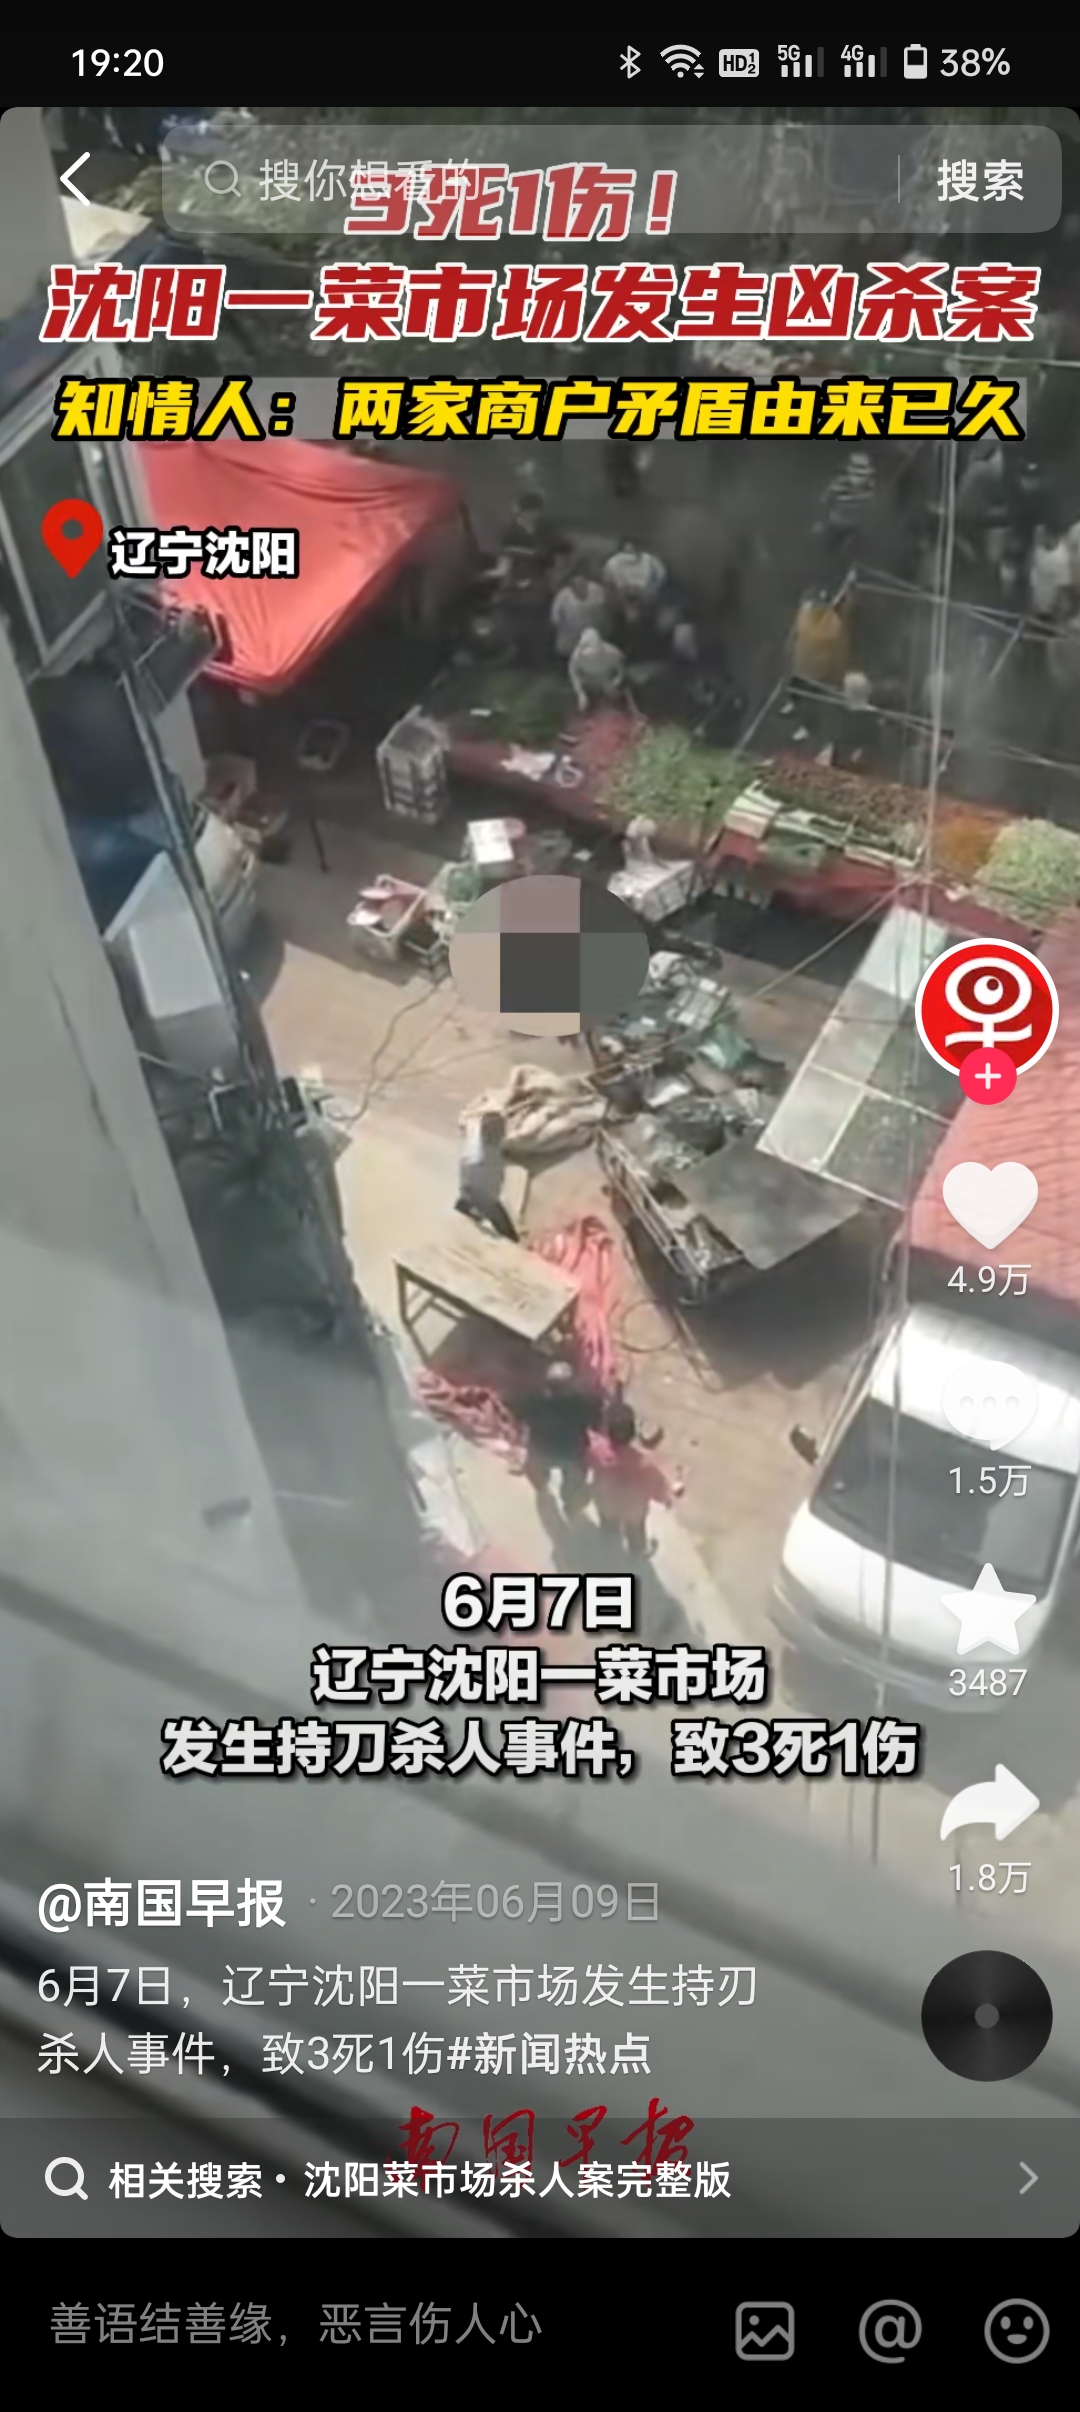 19:20
HD 1 2
5G
4G
38%
搜你想看的
搜索
3死1伤!
沈阳一菜市场发生凶杀案
知情人：两家商户矛盾由来已久
辽宁沈阳
4.9万
1.5万
3487
1.8万
6月7日
辽宁沈阳一菜市场
发生持刀杀人事件，致3死1伤
@南国早报 · 2023年06月09日
6月7日，辽宁沈阳一菜市场发生持刃
杀人事件，致3死1伤#新闻热点
南国早报
相关搜索·沈阳菜市场杀人案完整版
善语结善缘，恶言伤人心